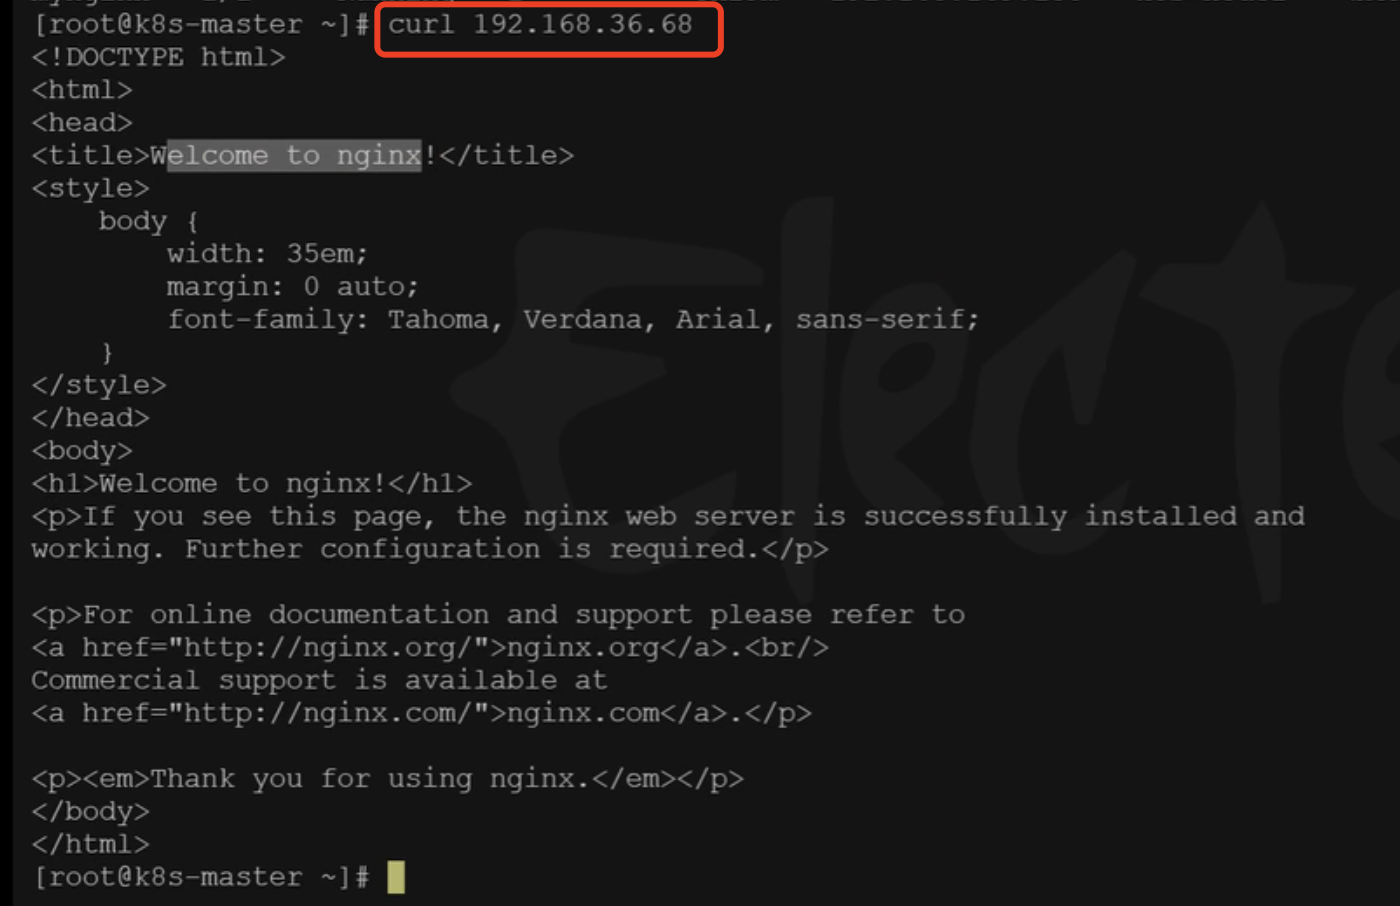 [root@k8s-master ~]# curl 192.168.36.68
<!DOCTYPE html>
<html>
<head>
<title>Welcome to nginx!</title>
<style>
    body {
        width: 35em;
        margin: 0 auto;
        font-family: Tahoma, Verdana, Arial, sans-serif;
    }
</style>
</head>
<body>
<h1>Welcome to nginx!</h1>
<p>If you see this page, the nginx web server is successfully installed and
working. Further configuration is required.</p>

<p>For online documentation and support please refer to
<a href="http://nginx.org/">nginx.org</a>.<br/>
Commercial support is available at
<a href="http://nginx.com/">nginx.com</a>.</p>

<p><em>Thank you for using nginx.</em></p>
</body>
</html>
[root@k8s-master ~]#